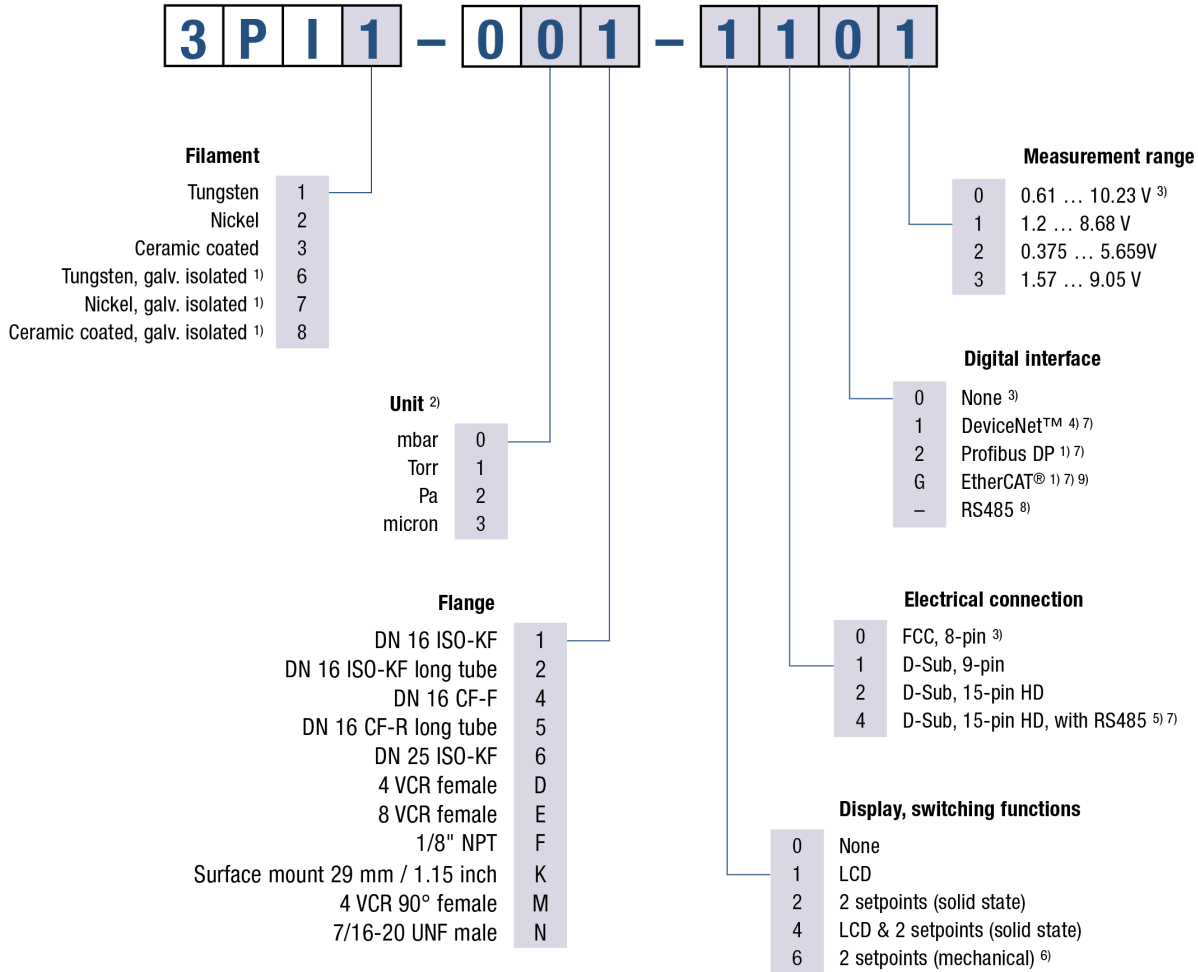 3PI1 – 001 – 1101
Filament
Tungsten 1
Nickel 2
Ceramic coated 3
Tungsten, galv. isolated 1) 6
Nickel, galv. isolated 1) 7
Ceramic coated, galv. isolated 1) 8
Unit 2)
mbar 0
Torr 1
Pa 2
micron 3
Flange
DN 16 ISO-KF 1
DN 16 ISO-KF long tube 2
DN 16 CF-F 4
DN 16 CF-R long tube 5
DN 25 ISO-KF 6
4 VCR female D
8 VCR female E
1/8" NPT F
Surface mount 29 mm / 1.15 inch K
4 VCR 90° female M
7/16-20 UNF male N
Measurement range
0 0.61 … 10.23 V 3)
1 1.2 … 8.68 V
2 0.375 … 5.659V
3 1.57 … 9.05 V
Digital interface
0 None 3)
1 DeviceNet™ 4) 7)
2 Profibus DP 1) 7)
G EtherCAT® 1) 7) 9)
– RS485 8)
Electrical connection
0 FCC, 8-pin 3)
1 D-Sub, 9-pin
2 D-Sub, 15-pin HD
4 D-Sub, 15-pin HD, with RS485 5) 7)
Display, switching functions
0 None
1 LCD
2 2 setpoints (solid state)
4 LCD & 2 setpoints (solid state)
6 2 setpoints (mechanical) 6)